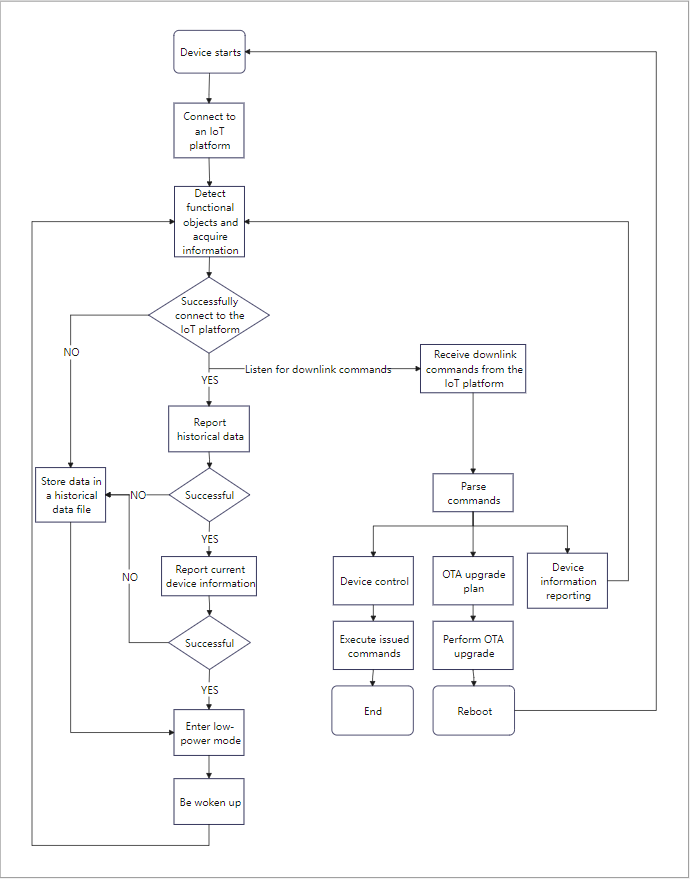 Device starts
Connect to
an IoT
platform
Detect
functional
objects and
acquire
information
Successfully
connect to the
IoT platform
NO
YES
Listen for downlink commands
Receive downlink
commands from the
IoT platform
Report
historical data
Store data in
a historical
data file
NO
Successful
Parse
commands
YES
Report current
device information
NO
Device control
OTA upgrade
plan
Device
information
reporting
Successful
Execute issued
commands
Perform OTA
upgrade
YES
Enter low-
power mode
End
Reboot
Be woken up